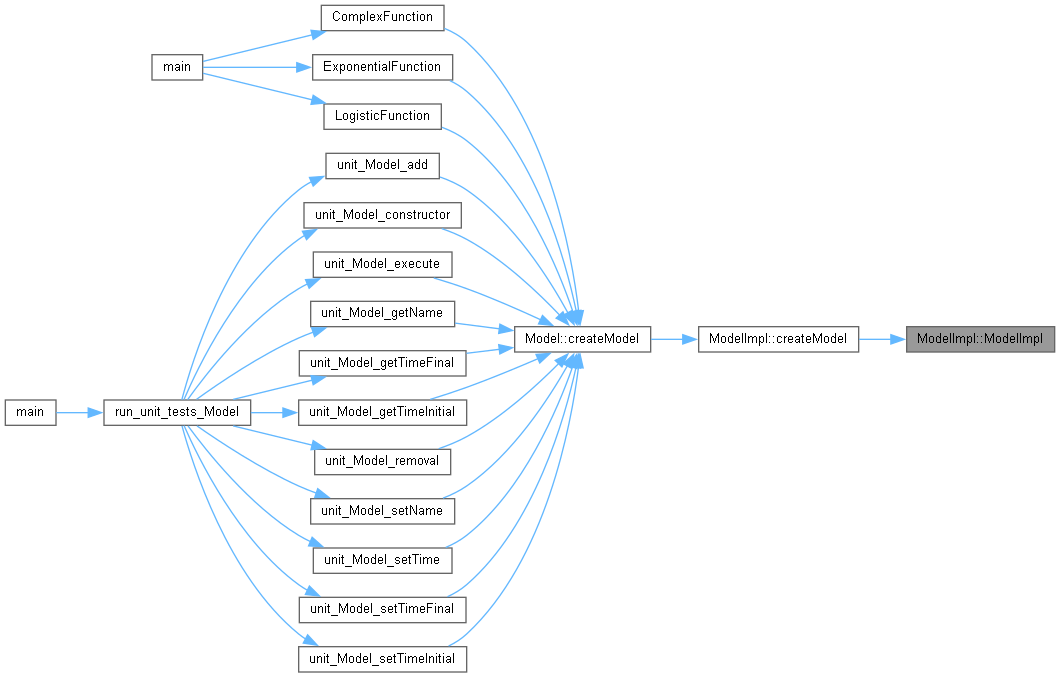 ComplexFunction
main
ExponentialFunction
LogisticFunction
unit_Model_add
unit_Model_constructor
unit_Model_execute
unit_Model_getName
Model::createModel
ModelImpl::createModel
ModelImpl::ModelImpl
unit_Model_getTimeFinal
main
run_unit_tests_Model
unit_Model_getTimeInitial
unit_Model_removal
unit_Model_setName
unit_Model_setTime
unit_Model_setTimeFinal
unit_Model_setTimeInitial